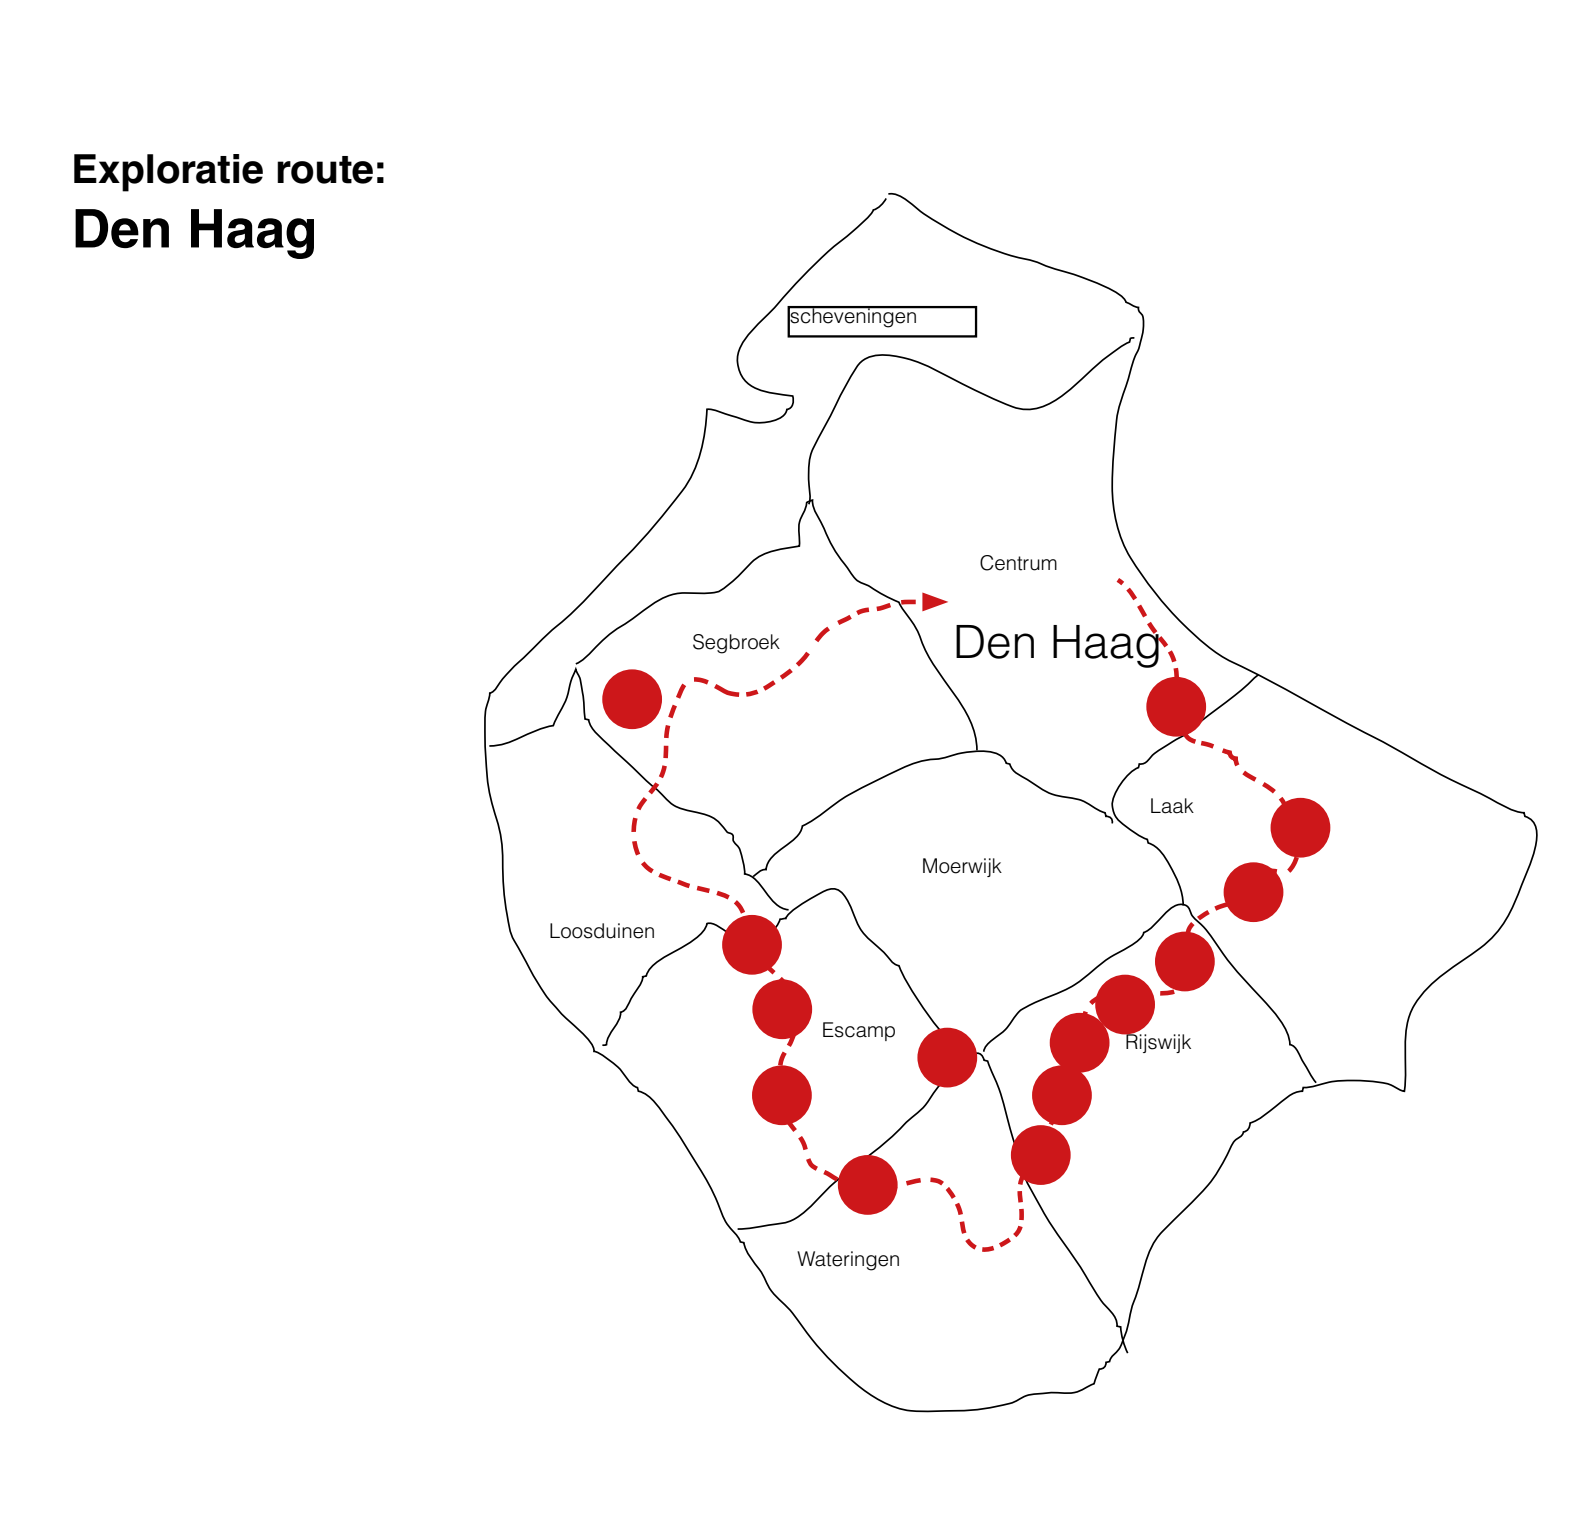 Exploratie route:
Den Haag
scheveningen
Centrum
Den Haag
Segbroek
Laak
Moerwijk
Loosduinen
Escamp
Rijswijk
Wateringen